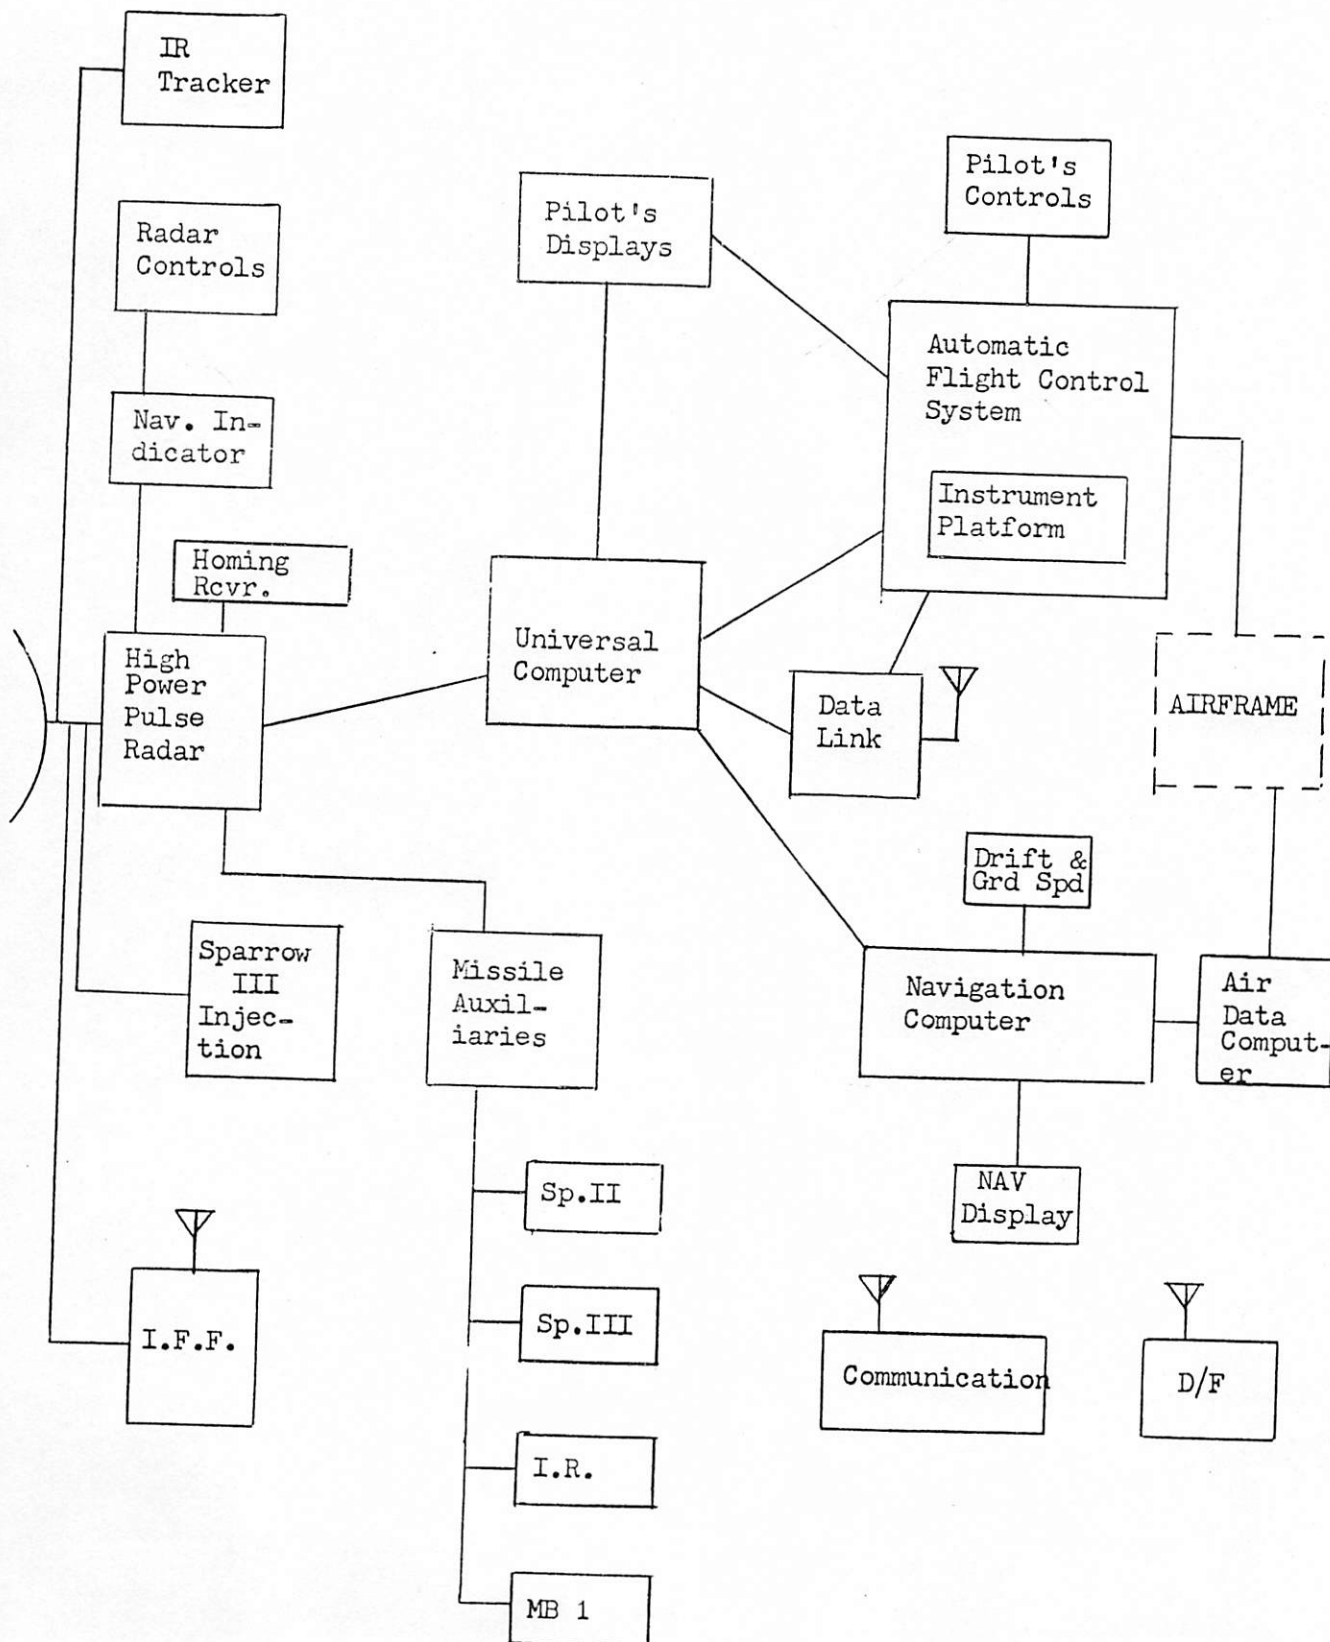 IR
Tracker
Pilot's
Controls
Pilot's
Displays
Radar
Controls
Automatic
Flight Control
System
Nav. In-
dicator
Instrument
Platform
Homing
Rcvr.
High
Power
Pulse
Radar
Universal
Computer
Data
Link
AIRFRAME
Drift &
Grd Spd
Sparrow
III
Injec-
tion
Missile
Auxil-
iaries
Navigation
Computer
Air
Data
Comput-
er
Sp.II
NAV
Display
Sp.III
I.F.F.
Communication
D/F
I.R.
MB 1